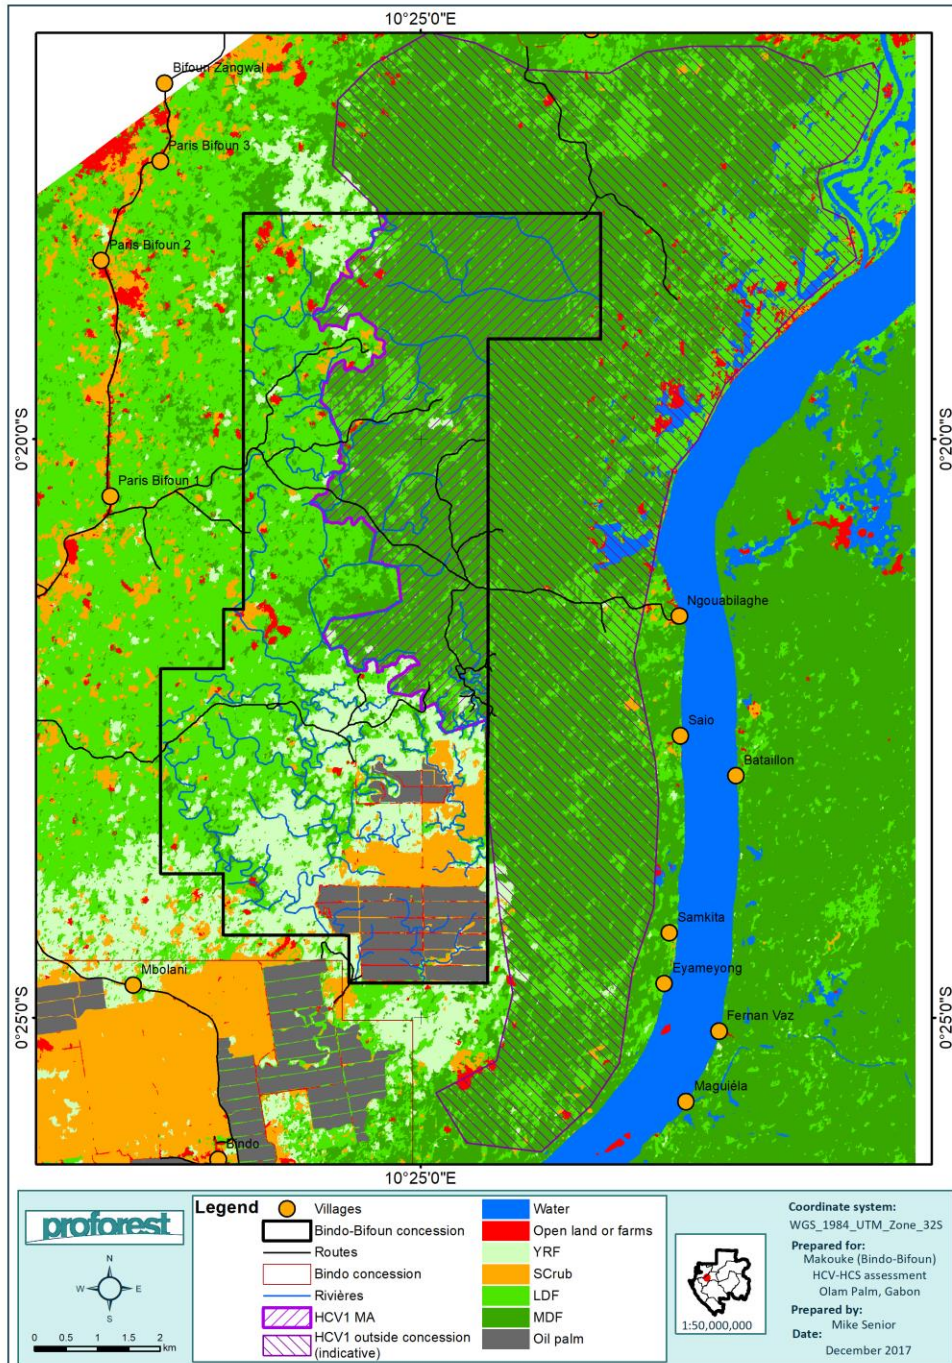 10°25'0"E
Bifoun Zangwal
Paris Bifoun 3
Paris Bifoun 2
0°20'0"S
0°20'0"S
Paris Bifoun 1
Ngouabilaghe
Saio
Bataillon
Samkita
Mbolani
Eyameyong
0°25'0"S
0°25'0"S
Fernan Vaz
Maguiéla
Bindo
10°25'0"E
proforest
N
W
E
S
0 0.5 1 1.5 2
km
Legend
Villages
Bindo-Bifoun concession
Routes
Bindo concession
Rivières
HCV1 MA
HCV1 outside concession
(indicative)
Water
Open land or farms
YRF
SCrub
LDF
MDF
Oil palm
1:50,000,000
Coordinate system:
WGS_1984_UTM_Zone_32S
Prepared for:
Makouke (Bindo-Bifoun)
HCV-HCS assessment
Olam Palm, Gabon
Prepared by:
Mike Senior
Date:
December 2017